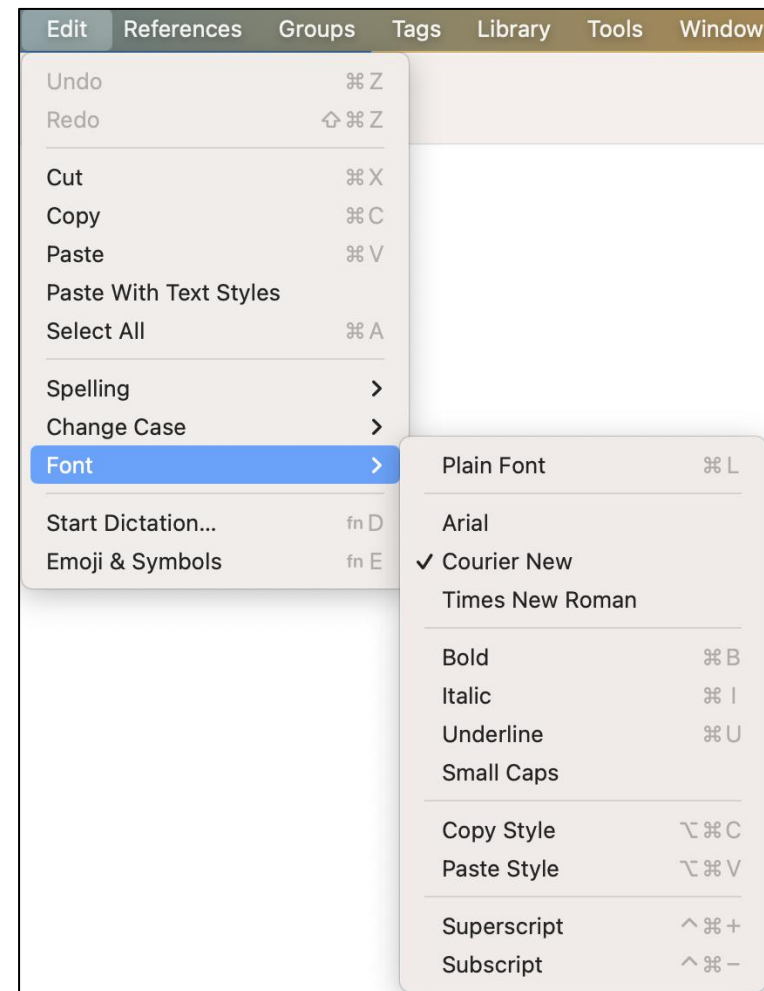 Edit References Groups Tags Library Tools Window
Undo ⌘ Z
Redo ⇧ ⌘ Z
Cut ⌘ X
Copy ⌘ C
Paste ⌘ V
Paste With Text Styles
Select All ⌘ A
Spelling >
Change Case >
Font >
Start Dictation... fn D
Emoji & Symbols fn E
Plain Font ⌘ L
Arial
✓ Courier New
Times New Roman
Bold ⌘ B
Italic ⌘ I
Underline ⌘ U
Small Caps
Copy Style ⌥ ⌘ C
Paste Style ⌥ ⌘ V
Superscript ^ ⌘ +
Subscript ^ ⌘ −